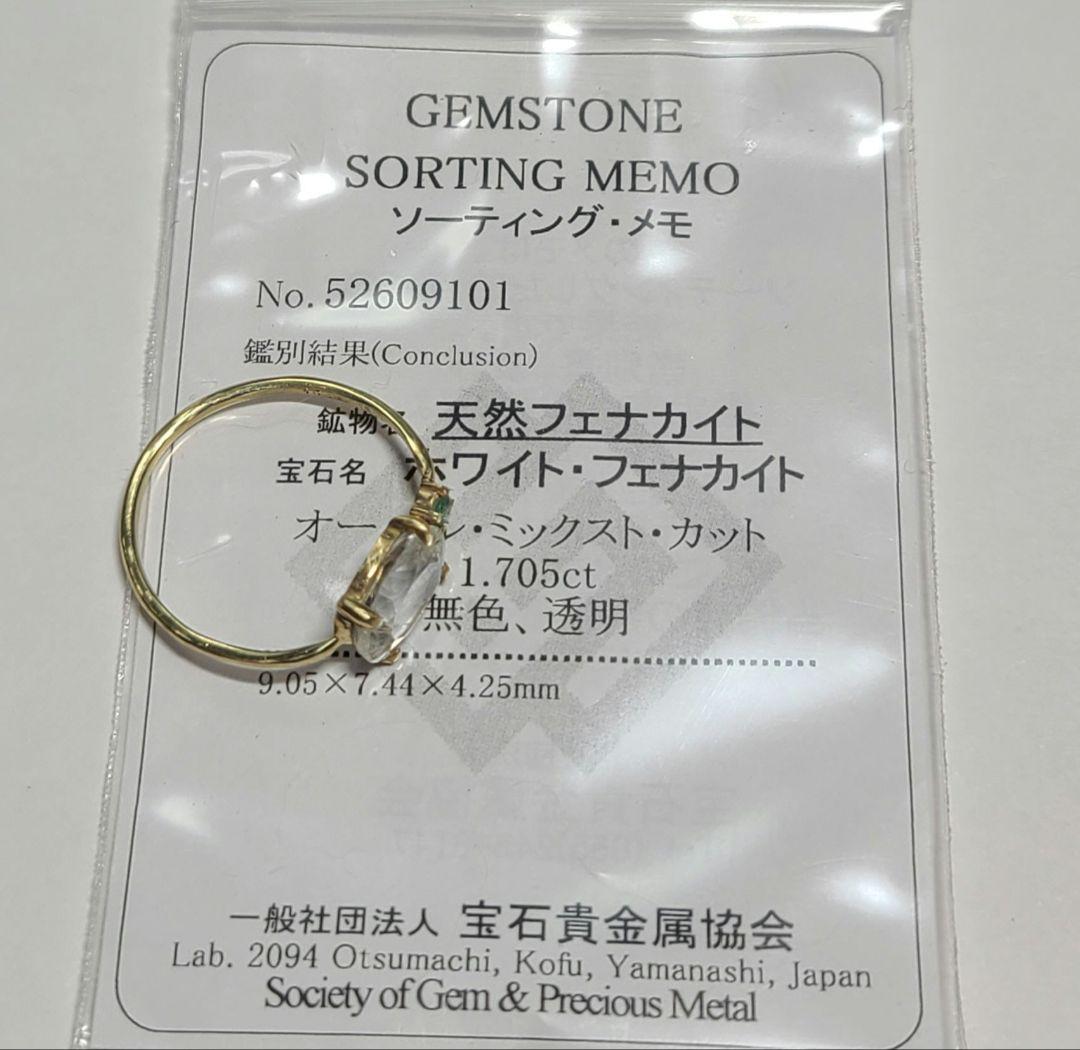 GEMSTONE
SORTING MEMO
ソーティング・メモ
No. 52609101
鑑別結果(Conclusion)
鉱物名 天然フェナカイト
宝石名 ホワイト・フェナカイト
ミックスト・カット
1.705ct
無色、透明
9.05×7.44×4.25mm
一般社団法人 宝石貴金属協会
Lab. 2094 Otsumachi, Kofu, Yamanashi, Japan
Society of Gem & Precious Metal